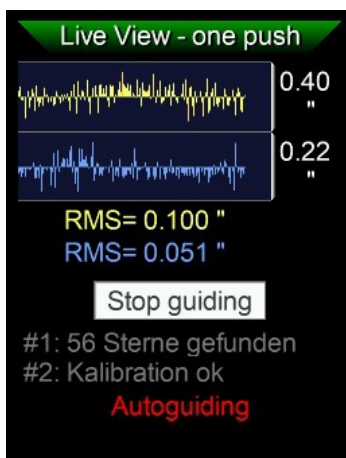 Live View - one push
0.40
"
0.22
"
RMS= 0.100 "
RMS= 0.051 "
Stop guiding
#1: 56 Sterne gefunden
#2: Kalibration ok
Autoguiding